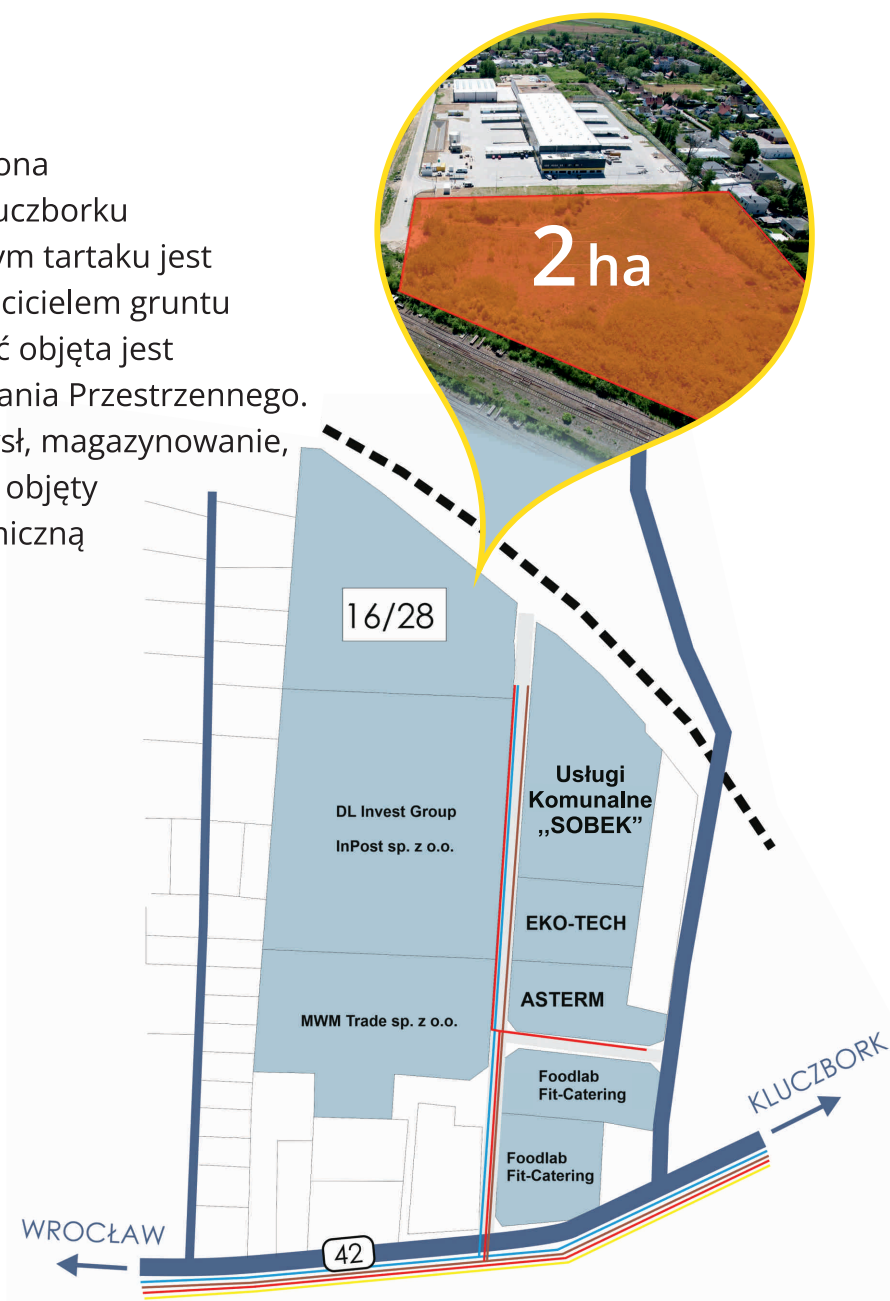 ona
uczborku
ym tartaku jest
cicielem gruntu
ć objęta jest
ania Przestrzennego.
sł, magazynowanie,
objęty
niczną
2 ha
16/28
DL Invest Group
InPost sp. z o.o.
MWM Trade sp. z o.o.
Usługi
Komunalne
,,SOBEK”
EKO-TECH
ASTERM
Foodlab
Fit-Catering
Foodlab
Fit-Catering
KLUCZBORK
WROCŁAW
42